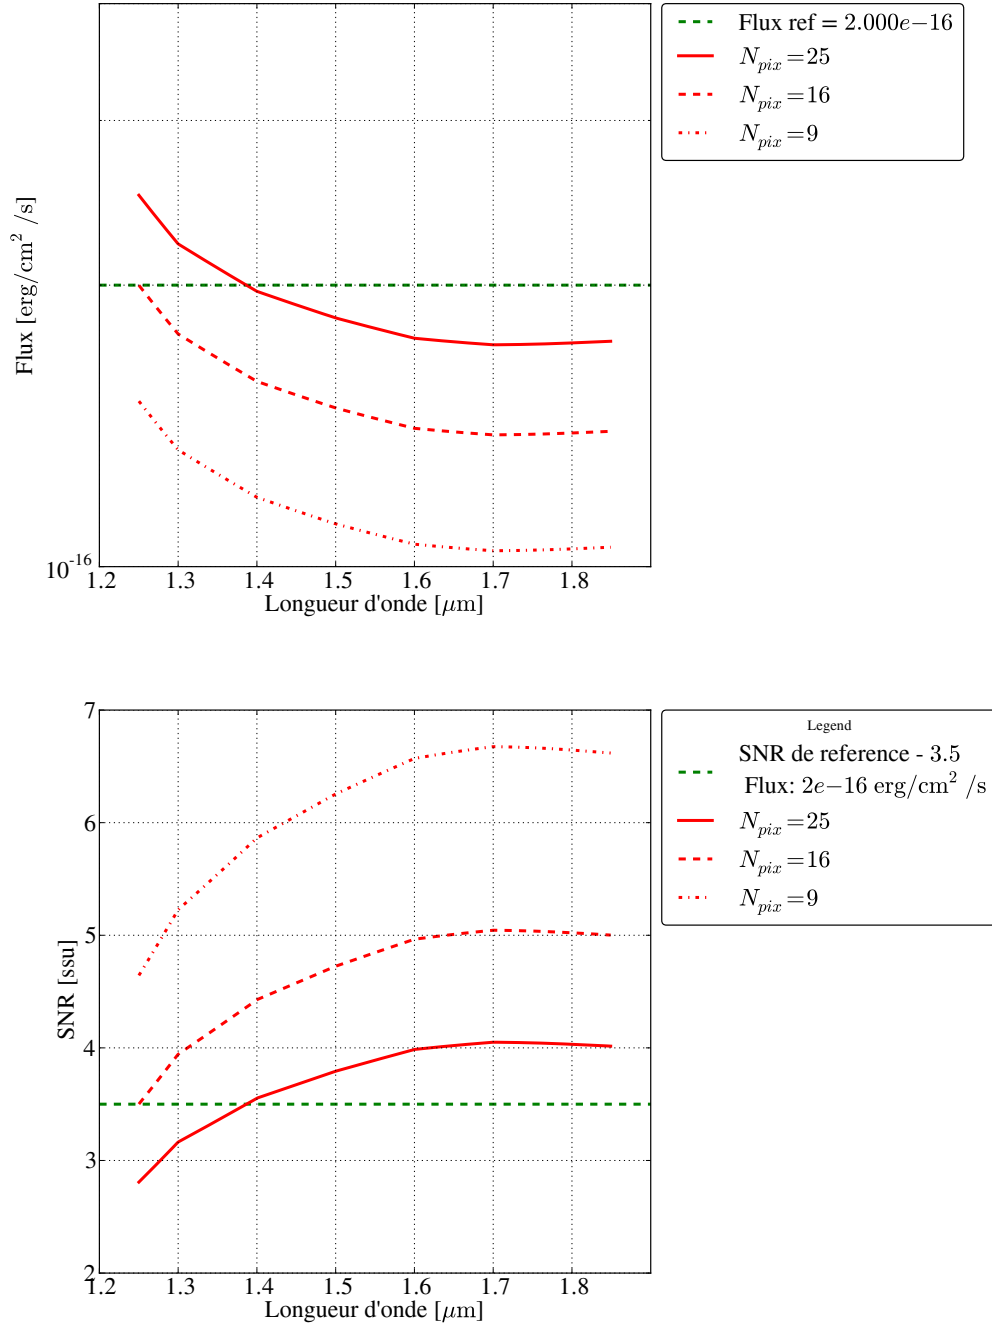 Flux ref = 2.000e−16
N_pix=25
N_pix=16
N_pix=9
Flux [erg/cm² /s]
10⁻¹⁶
1.2 1.3 1.4 1.5 1.6 1.7 1.8
Longueur d'onde [μm]
7
6
5
4
3
2
SNR [ssu]
1.2 1.3 1.4 1.5 1.6 1.7 1.8
Longueur d'onde [μm]
Legend
SNR de reference - 3.5
Flux: 2e−16 erg/cm² /s
N_pix=25
N_pix=16
N_pix=9